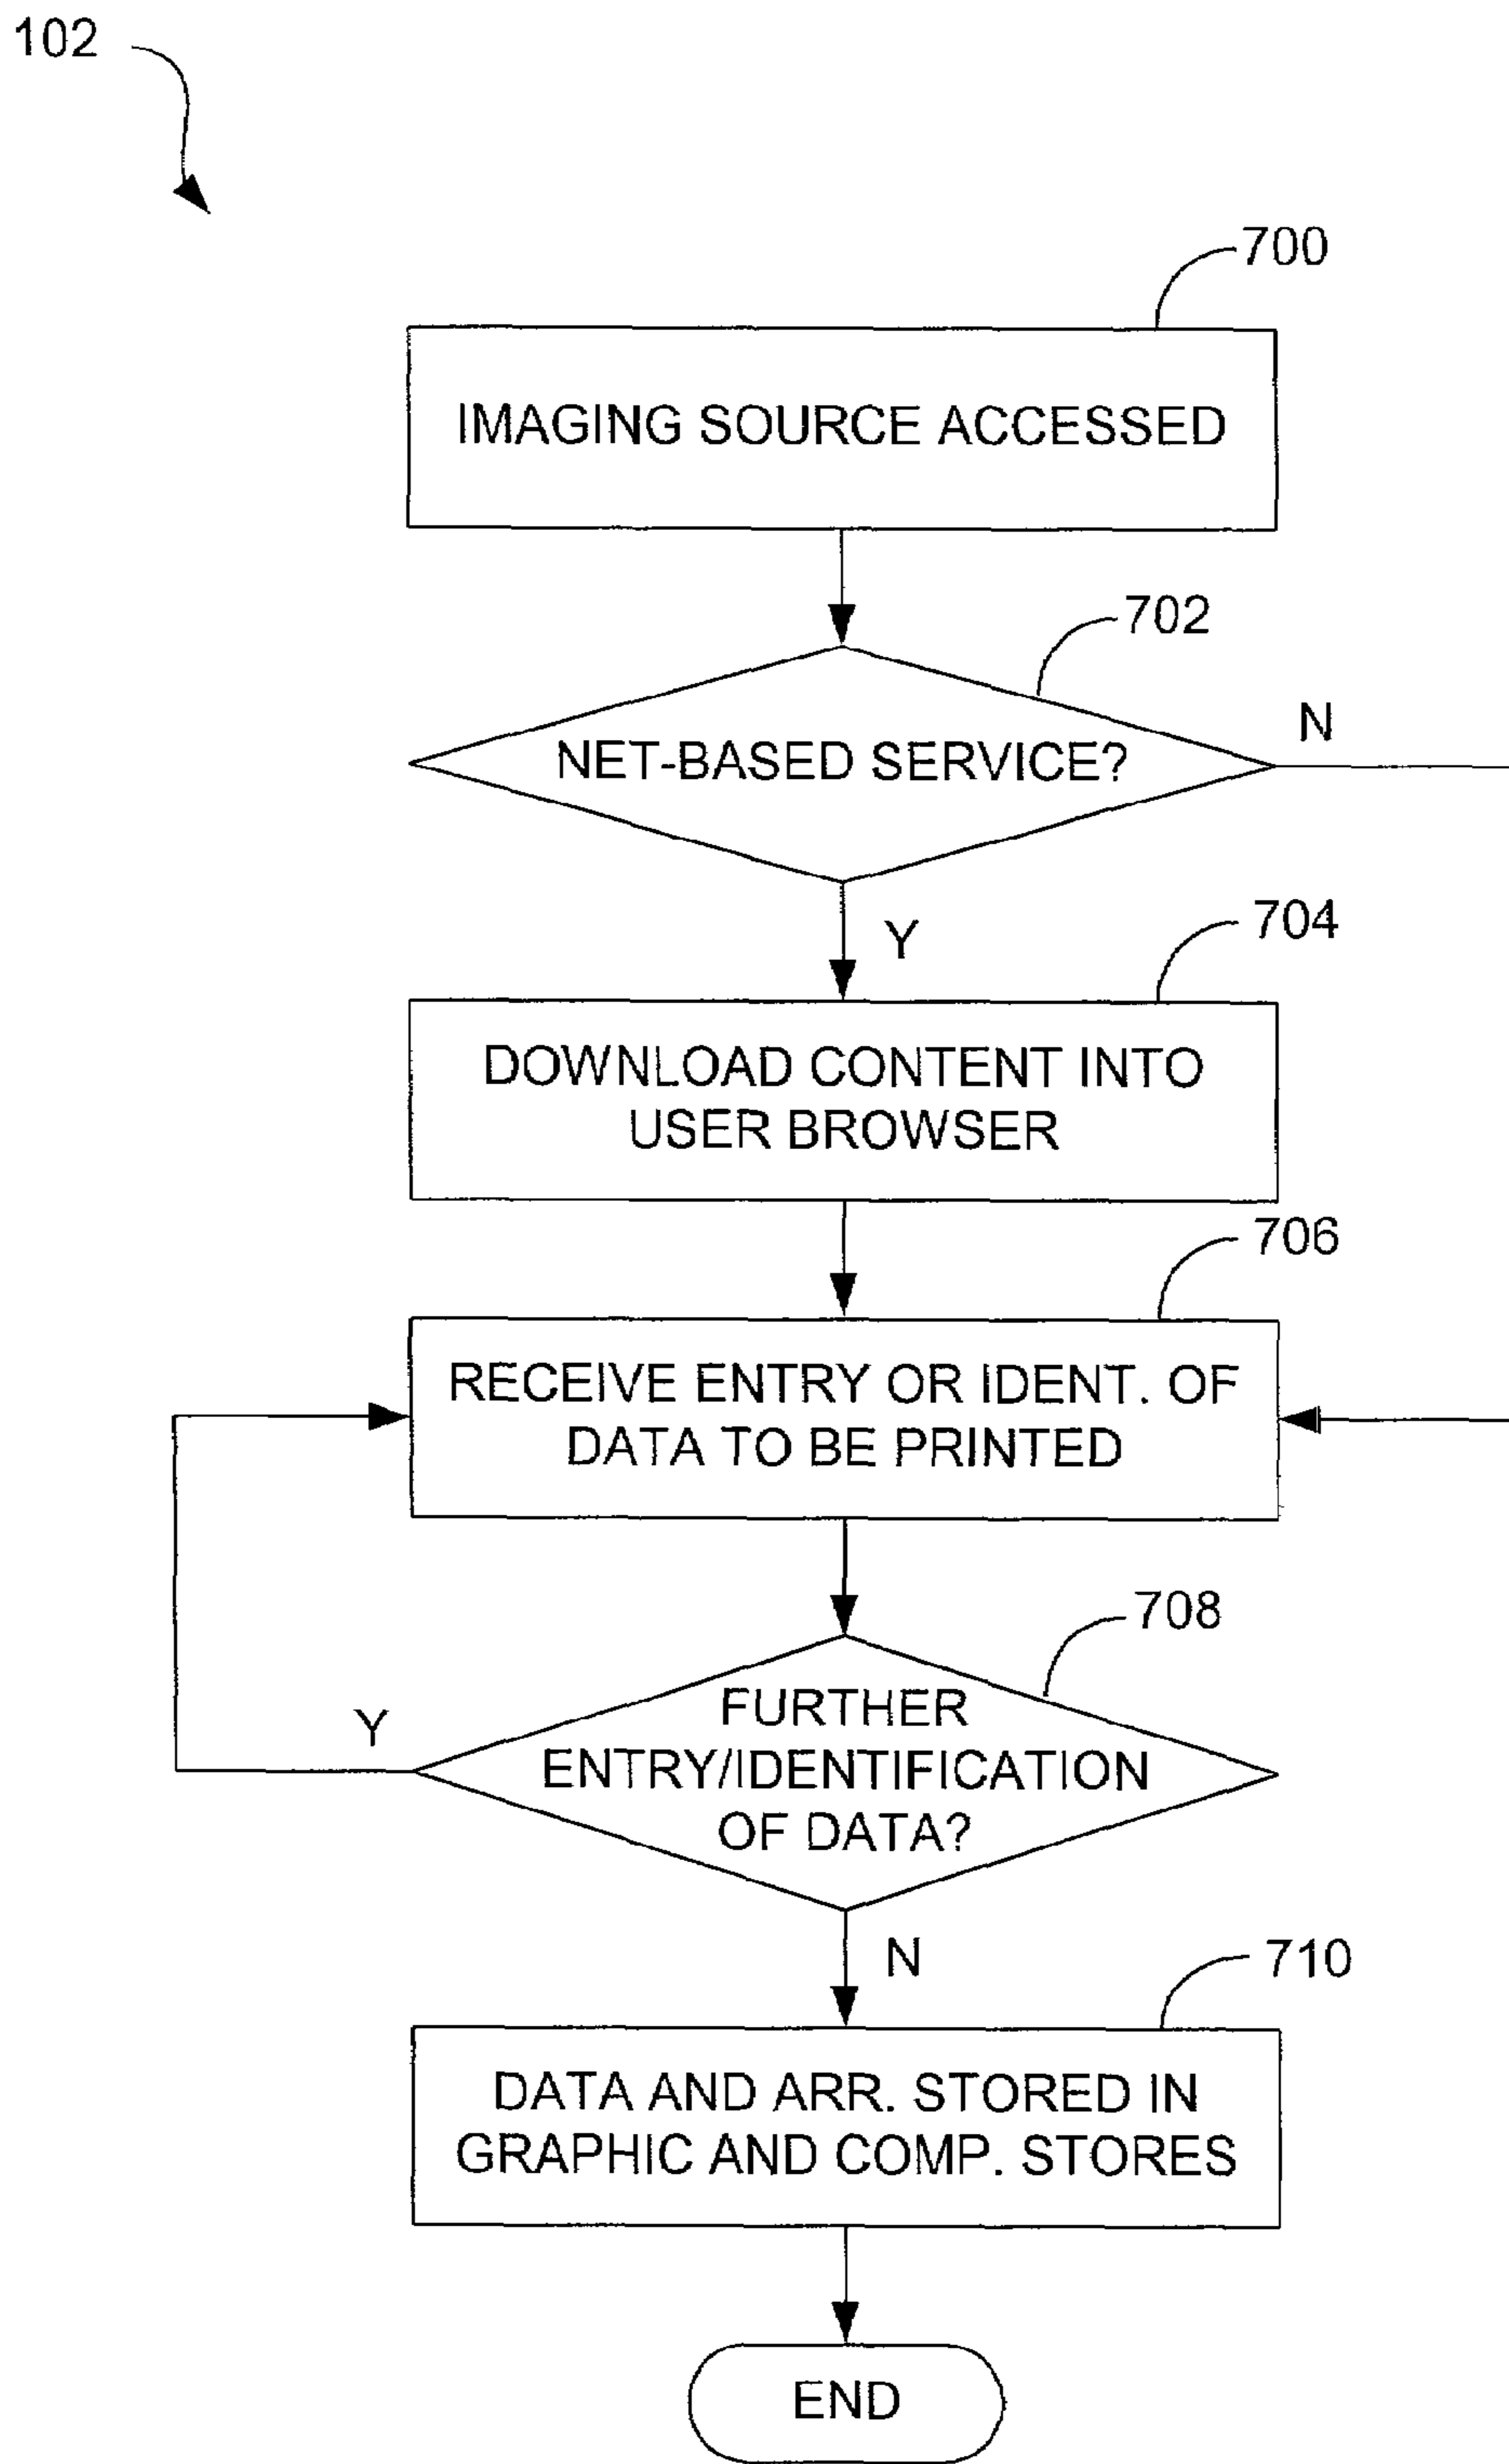 102
700
IMAGING SOURCE ACCESSED
702
NET-BASED SERVICE?
N
Y
704
DOWNLOAD CONTENT INTO
USER BROWSER
706
RECEIVE ENTRY OR IDENT. OF
DATA TO BE PRINTED
708
FURTHER
ENTRY/IDENTIFICATION
OF DATA?
Y
N
710
DATA AND ARR. STORED IN
GRAPHIC AND COMP. STORES
END